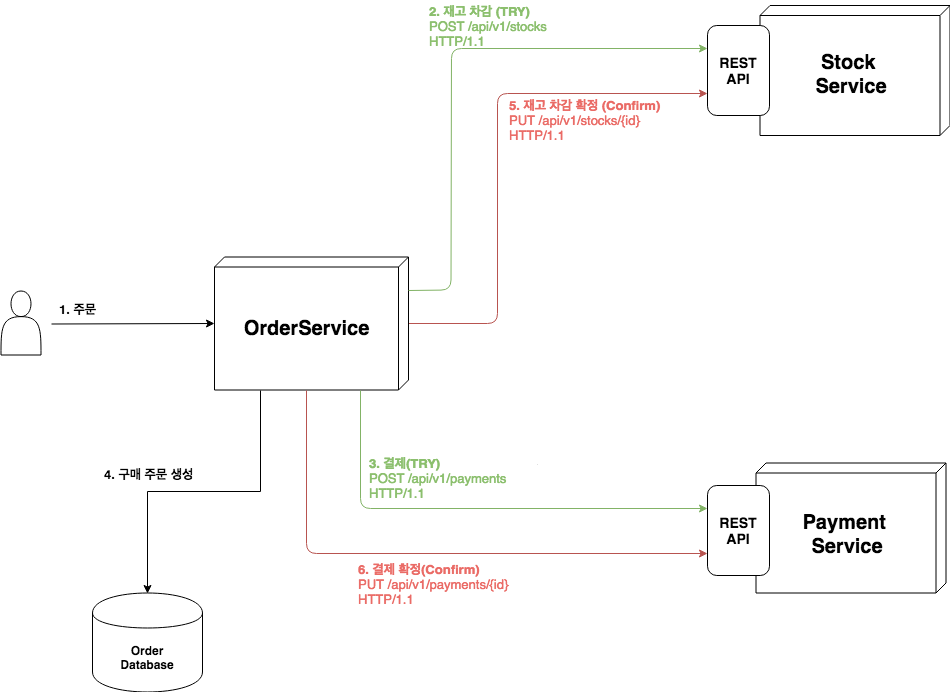 2. 재고 차감 (TRY)
POST /api/v1/stocks
HTTP/1.1
REST
API
Stock
Service
5. 재고 차감 확정 (Confirm)
PUT /api/v1/stocks/{id}
HTTP/1.1
1. 주문
OrderService
4. 구매 주문 생성
3. 결제(TRY)
POST /api/v1/payments
HTTP/1.1
REST
API
Payment
Service
6. 결제 확정(Confirm)
PUT /api/v1/payments/{id}
HTTP/1.1
Order
Database